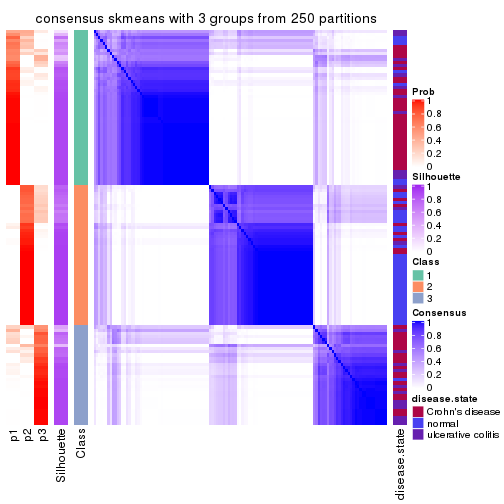 consensus skmeans with 3 groups from 250 partitions
Prob
1
0.8
0.6
0.4
0.2
0
Silhouette
1
0.8
0.6
0.4
0.2
0
Class
1
2
3
Consensus
1
0.8
0.6
0.4
0.2
0
disease.state
Crohn's disease
normal
ulcerative colitis
p1
p2
p3
Silhouette
Class
disease.state